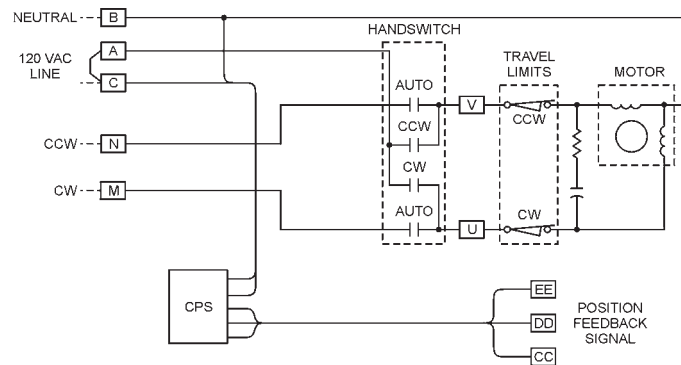 NEUTRAL B
HANDSWITCH
A
120 VAC
LINE
C
TRAVEL
LIMITS
MOTOR
AUTO
V
CCW
CCW
CCW N
CW
CW M
AUTO
U
CW
CPS
EE
DD
CC
POSITION
FEEDBACK
SIGNAL